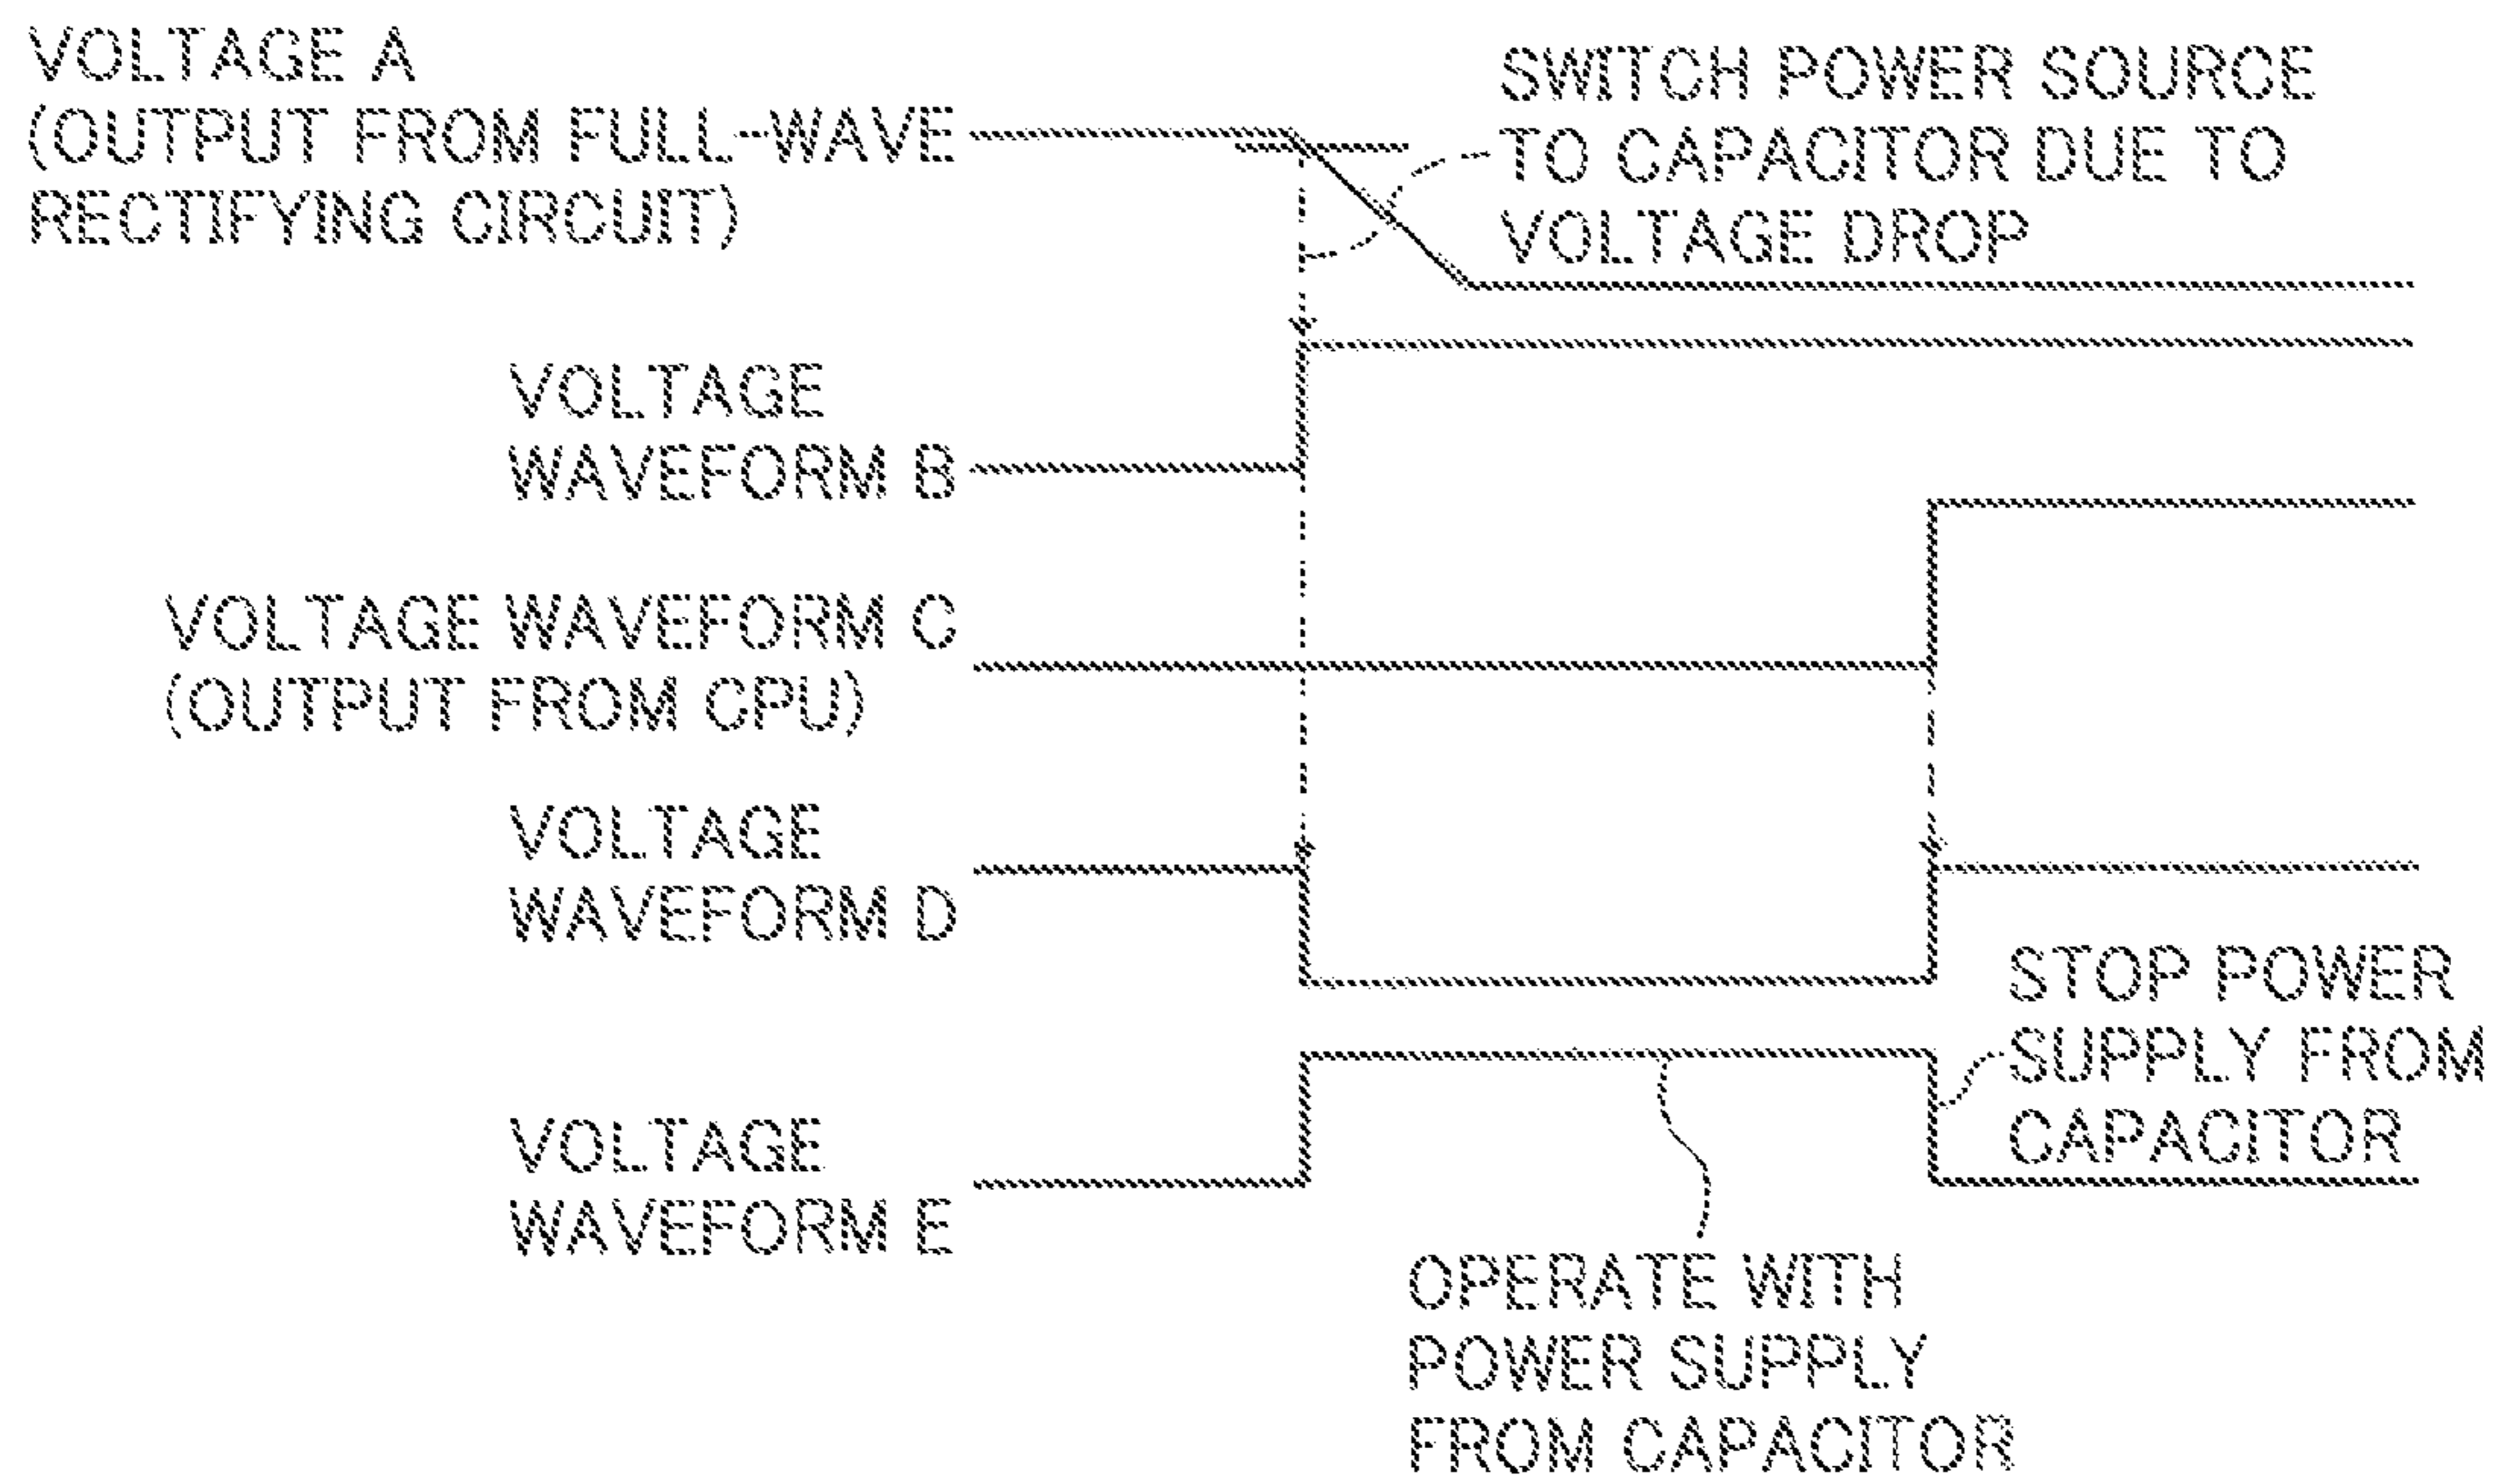 VOLTAGE A
(OUTPUT FROM FULL-WAVE
RECTIFYING CIRCUIT)
SWITCH POWER SOURCE
TO CAPACITOR DUE TO
VOLTAGE DROP
VOLTAGE
WAVEFORM B
VOLTAGE WAVEFORM C
(OUTPUT FROM CPU)
VOLTAGE
WAVEFORM D
STOP POWER
SUPPLY FROM
CAPACITOR
VOLTAGE
WAVEFORM E
OPERATE WITH
POWER SUPPLY
FROM CAPACITOR